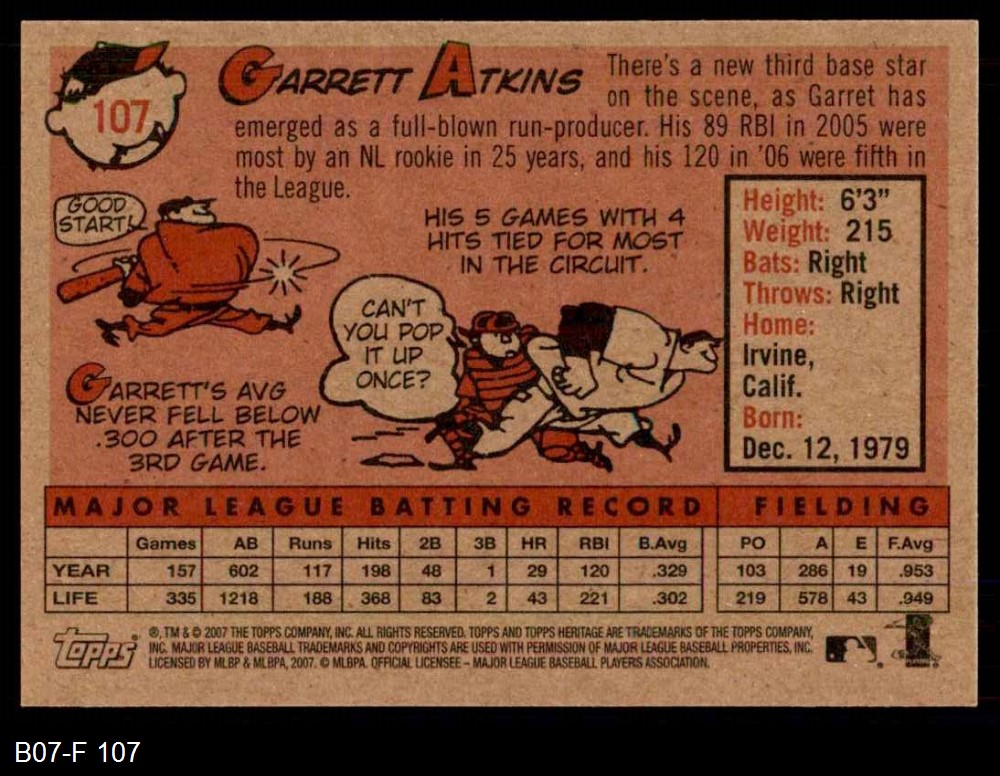 107
GARRETT ATKINS
There's a new third base star
on the scene, as Garret has
emerged as a full-blown run-producer. His 89 RBI in 2005 were
most by an NL rookie in 25 years, and his 120 in '06 were fifth in
the League.
GOOD
START!
HIS 5 GAMES WITH 4
HITS TIED FOR MOST
IN THE CIRCUIT.
CAN'T
YOU POP
IT UP
ONCE?
GARRETT'S AVG
NEVER FELL BELOW
.300 AFTER THE
3RD GAME.
Height: 6'3"
Weight: 215
Bats: Right
Throws: Right
Home:
Irvine,
Calif.
Born:
Dec. 12, 1979
MAJOR LEAGUE BATTING RECORD FIELDING
Games AB Runs Hits 2B 3B HR RBI B.Avg PO A E F.Avg
YEAR 157 602 117 198 48 1 29 120 .329 103 286 19 .953
LIFE 335 1218 188 368 83 2 43 221 .302 219 578 43 .949
Topps
®, TM & © 2007 THE TOPPS COMPANY, INC. ALL RIGHTS RESERVED. TOPPS AND TOPPS HERITAGE ARE TRADEMARKS OF THE TOPPS COMPANY,
INC. MAJOR LEAGUE BASEBALL TRADEMARKS AND COPYRIGHTS ARE USED WITH PERMISSION OF MAJOR LEAGUE BASEBALL PROPERTIES, INC.
LICENSED BY MLBP & MLBPA, 2007. © MLBPA. OFFICIAL LICENSEE – MAJOR LEAGUE BASEBALL PLAYERS ASSOCIATION.
B07-F 107